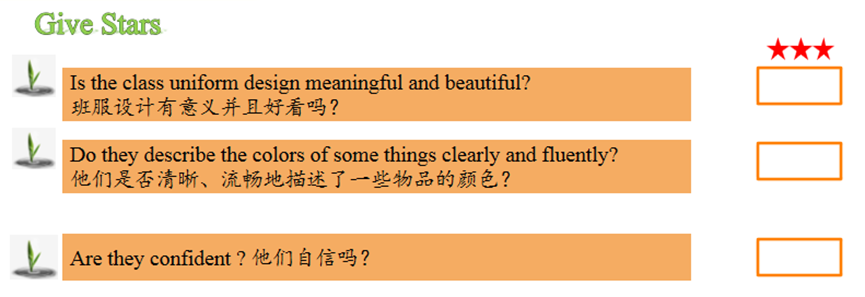 Give Stars
Is the class uniform design meaningful and beautiful?
班服设计有意义并且好看吗？
Do they describe the colors of some things clearly and fluently?
他们是否清晰、流畅地描述了一些物品的颜色？
Are they confident ? 他们自信吗？